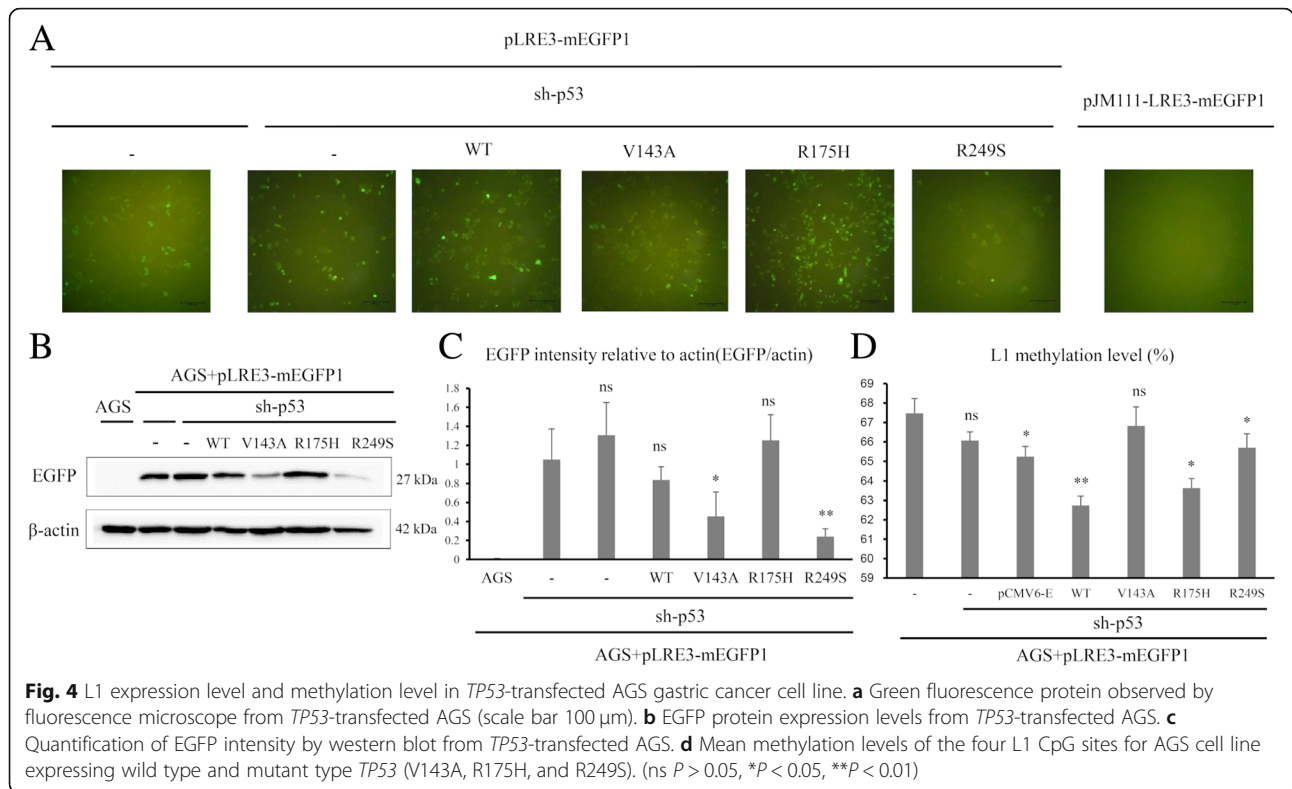 A
pLRE3-mEGFP1
sh-p53
pJM111-LRE3-mEGFP1
- - WT V143A R175H R249S
B
AGS+pLRE3-mEGFP1
AGS sh-p53
- - WT V143A R175H R249S
EGFP 27 kDa
β-actin 42 kDa
C
EGFP intensity relative to actin(EGFP/actin)
1.8
1.6
1.4
1.2
1
0.8
0.6
0.4
0.2
0
ns
ns
*
ns
**
AGS - - WT V143A R175H R249S
sh-p53
AGS+pLRE3-mEGFP1
D
L1 methylation level (%)
69
68
67
66
65
64
63
62
61
60
59
ns
*
**
ns
*
*
- - pCMV6-E WT V143A R175H R249S
sh-p53
AGS+pLRE3-mEGFP1
Fig. 4 L1 expression level and methylation level in TP53-transfected AGS gastric cancer cell line. a Green fluorescence protein observed by
fluorescence microscope from TP53-transfected AGS (scale bar 100 μm). b EGFP protein expression levels from TP53-transfected AGS. c
Quantification of EGFP intensity by western blot from TP53-transfected AGS. d Mean methylation levels of the four L1 CpG sites for AGS cell line
expressing wild type and mutant type TP53 (V143A, R175H, and R249S). (ns P > 0.05, *P < 0.05, **P < 0.01)